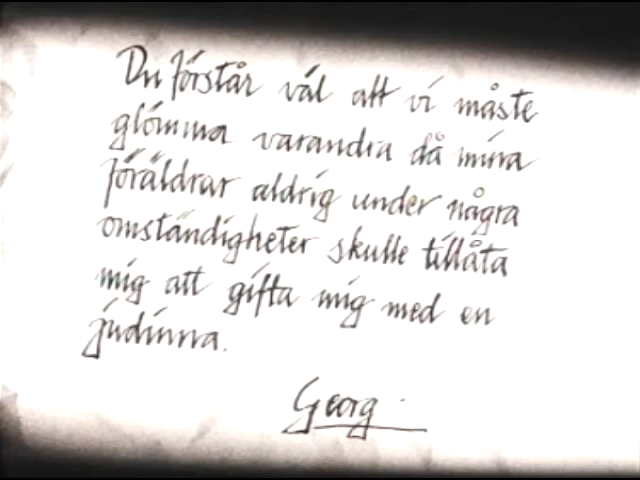 Du förstår väl att vi måste
glömma varandra då mina
föräldrar aldrig under några
omständigheter skulle tillåta
mig att gifta mig med en
judinna.
Georg.